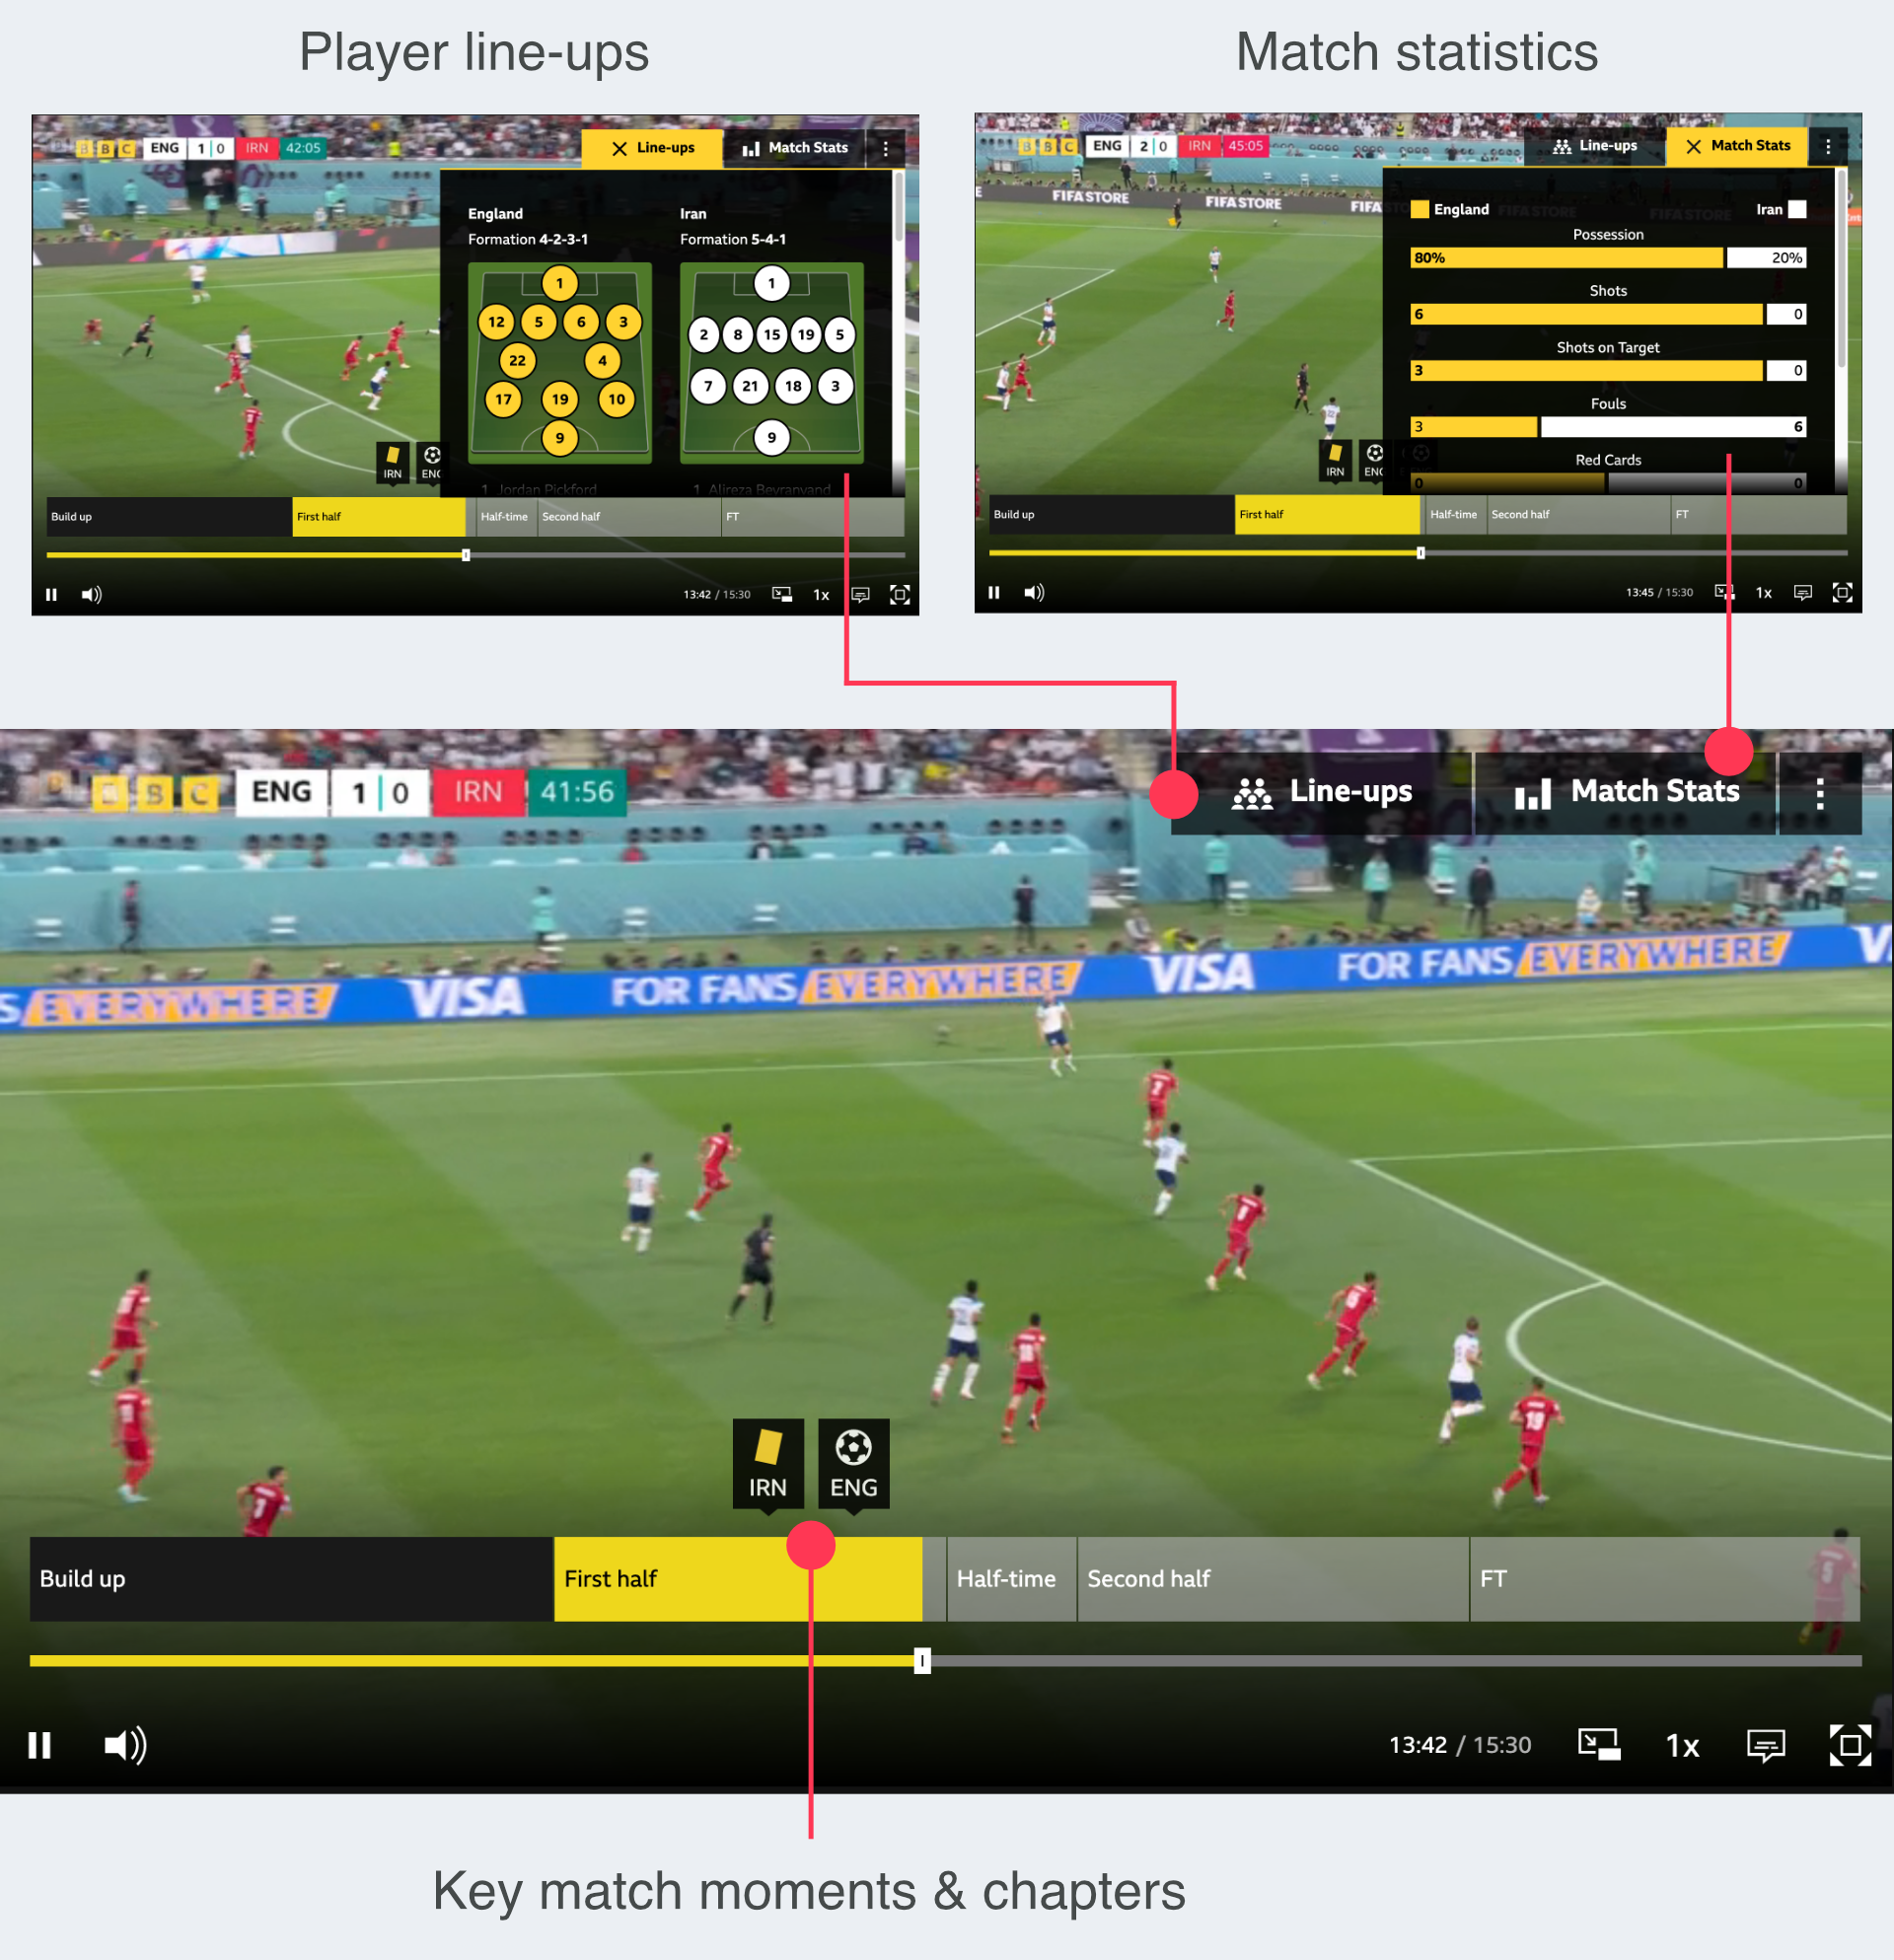 Player line-ups
Match statistics
B B C ENG 1 0 IRN 42:05
Line-ups Match Stats
England
Formation 4-2-3-1
1
12 5 6 3
22 4
17 19 10
9
Iran
Formation 5-4-1
1
2 8 15 19 5
7 21 18 3
9
1 Jordan Pickford
1 Alireza Beyranvand
IRN ENG
Build up First half Half-time Second half FT
13:42 / 15:30 1x
B B C ENG 2 0 IRN 45:05
Line-ups Match Stats
FIFA STORE FIFA STORE FIFA STORE FIFA STORE
England Iran
Possession
80% 20%
Shots
6 0
Shots on Target
3 0
Fouls
3 6
Red Cards
0 0
IRN ENG
Build up First half Half-time Second half FT
13:45 / 15:30 1x
B B C ENG 1 0 IRN 41:56
Line-ups Match Stats
S EVERYWHERE VISA FOR FANS EVERYWHERE VISA FOR FANS EVERYWHERE V
19
IRN ENG
Build up First half Half-time Second half FT
13:42 / 15:30 1x
Key match moments & chapters